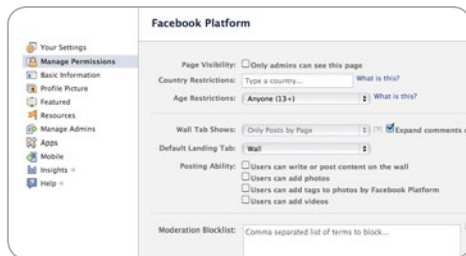 Facebook Platform
Your Settings
Manage Permissions
Basic Information
Profile Picture
Featured
Resources
Manage Admins
Apps
Mobile
Insights
Help
Page Visibility: Only admins can see this page
Country Restrictions: Type a country... What is this?
Age Restrictions: Anyone (13+) What is this?
Wall Tab Shows: Only Posts by Page [?] Expand comments
Default Landing Tab: Wall
Posting Ability: Users can write or post content on the wall
Users can add photos
Users can add tags to photos by Facebook Platform
Users can add videos
Moderation Blocklist: Comma separated list of terms to block...